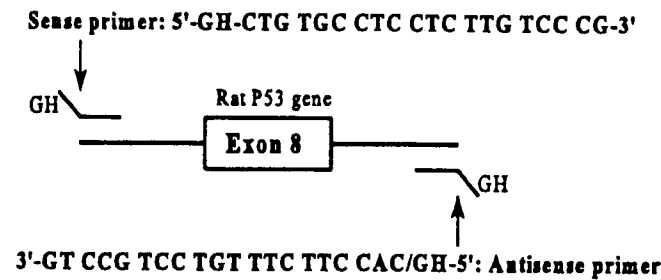 Sense primer: 5'-GH-CTG TGC CTC CTC TTG TCC CG-3'
GH
Rat P53 gene
Exon 8
GH
3'-GT CCG TCC TGT TTC TTC CAC/GH-5': Antisense primer